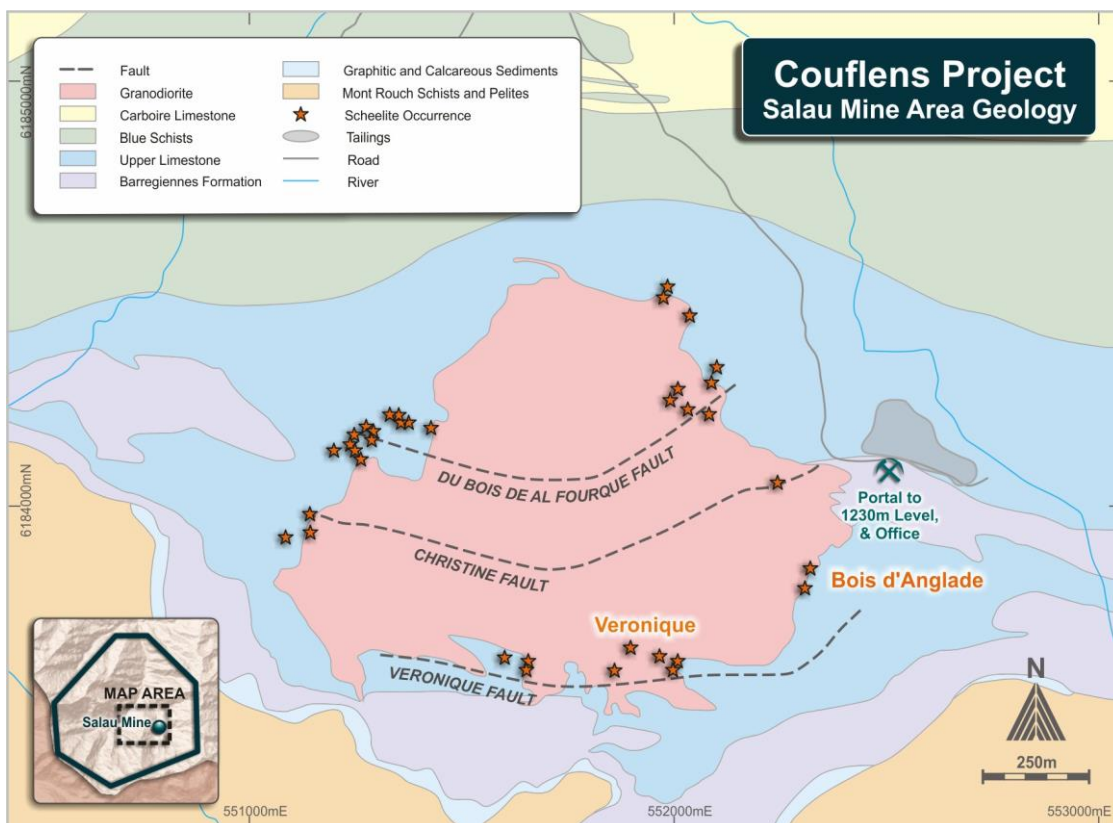 Couflens Project
Salau Mine Area Geology
Fault
Granodiorite
Carboire Limestone
Blue Schists
Upper Limestone
Barregiennes Formation
Graphitic and Calcareous Sediments
Mont Rouch Schists and Pelites
Scheelite Occurrence
Tailings
Road
River
6185000mN
6184000mN
DU BOIS DE AL FOURQUE FAULT
CHRISTINE FAULT
VERONIQUE FAULT
Portal to
1230m Level,
& Office
Bois d'Anglade
Veronique
MAP AREA
Salau Mine
N
250m
551000mE
552000mE
553000mE